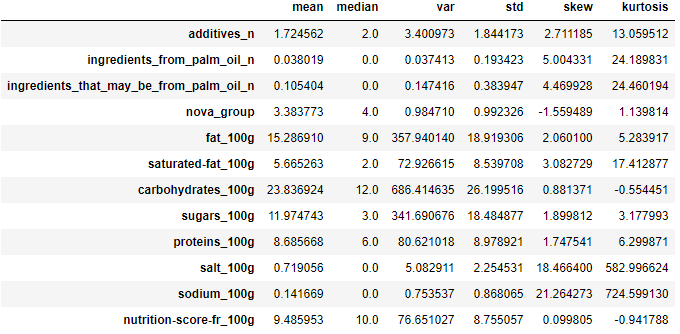 mean median var std skew kurtosis
additives_n 1.724562 2.0 3.400973 1.844173 2.711185 13.059512
ingredients_from_palm_oil_n 0.038019 0.0 0.037413 0.193423 5.004331 24.189831
ingredients_that_may_be_from_palm_oil_n 0.105404 0.0 0.147416 0.383947 4.469928 24.460194
nova_group 3.383773 4.0 0.984710 0.992326 -1.559489 1.139814
fat_100g 15.286910 9.0 357.940140 18.919306 2.060100 5.283917
saturated-fat_100g 5.665263 2.0 72.926615 8.539708 3.082729 17.412877
carbohydrates_100g 23.836924 12.0 686.414635 26.199516 0.881371 -0.554451
sugars_100g 11.974743 3.0 341.690676 18.484877 1.899812 3.177993
proteins_100g 8.685668 6.0 80.621018 8.978921 1.747541 6.299871
salt_100g 0.719056 0.0 5.082911 2.254531 18.466400 582.996624
sodium_100g 0.141669 0.0 0.753537 0.868065 21.264273 724.599130
nutrition-score-fr_100g 9.485953 10.0 76.651027 8.755057 0.099805 -0.941788